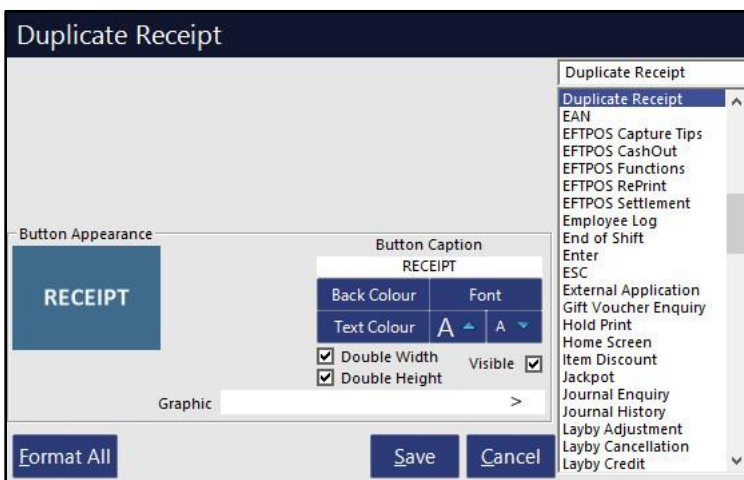 Duplicate Receipt
Duplicate Receipt
Duplicate Receipt
EAN
EFTPOS Capture Tips
EFTPOS CashOut
EFTPOS Functions
EFTPOS RePrint
EFTPOS Settlement
Employee Log
End of Shift
Enter
ESC
External Application
Gift Voucher Enquiry
Hold Print
Home Screen
Item Discount
Jackpot
Journal Enquiry
Journal History
Layby Adjustment
Layby Cancellation
Layby Credit
Button Appearance
RECEIPT
Button Caption
RECEIPT
Back Colour Font
Text Colour A A
Double Width
Visible
Double Height
Graphic >
Format All Save Cancel